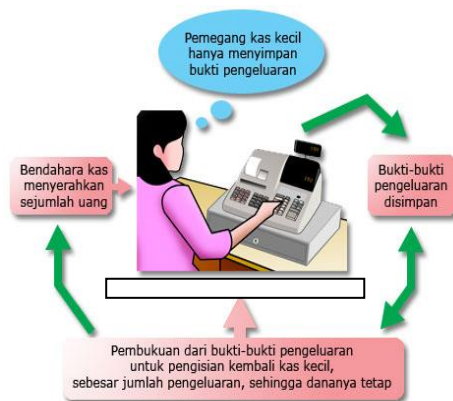 Pemegang kas kecil
hanya menyimpan
bukti pengeluaran
Bendahara kas
menyerahkan
sejumlah uang
Bukti-bukti
pengeluaran
disimpan
Pembukuan dari bukti-bukti pengeluaran
untuk pengisian kembali kas kecil,
sebesar jumlah pengeluaran, sehingga dananya tetap